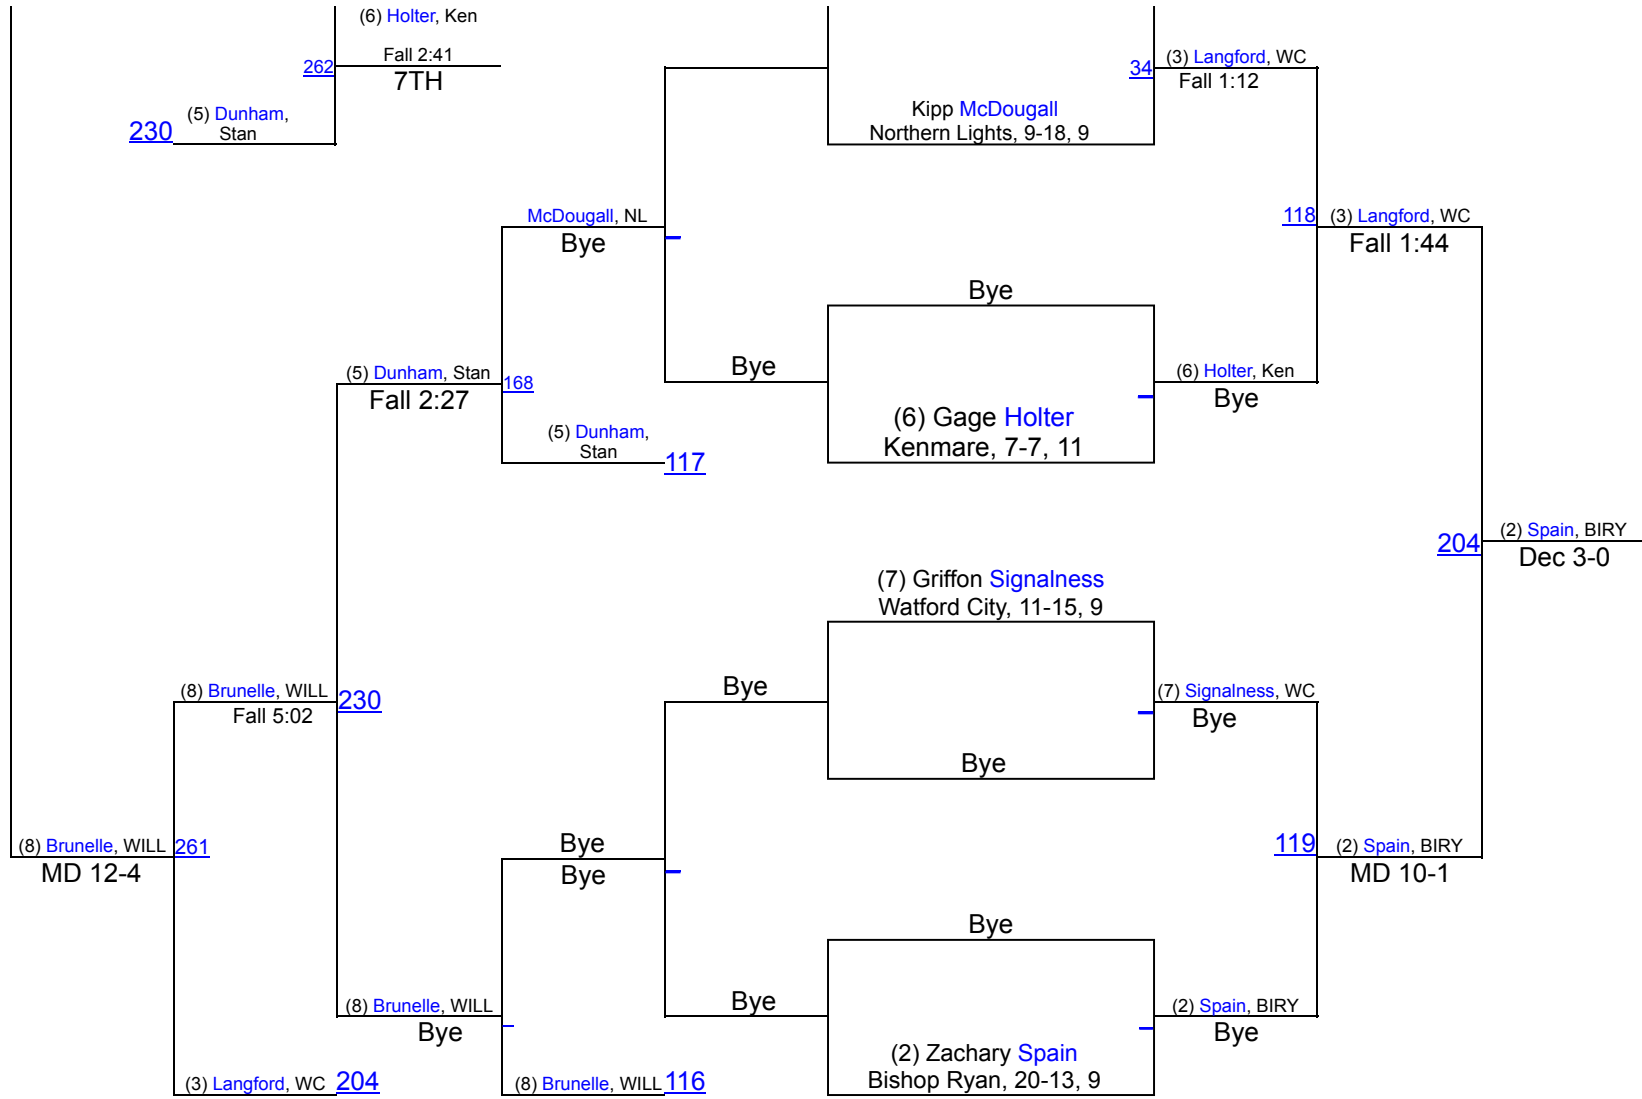 (6) Holter, Ken
Fall 2:41
262
7TH
(5) Dunham,
Stan
230
34
(3) Langford, WC
Fall 1:12
Kipp McDougall
Northern Lights, 9-18, 9
McDougall, NL
Bye
118
(3) Langford, WC
Fall 1:44
Bye
Bye
(5) Dunham, Stan
168
Fall 2:27
(6) Holter, Ken
Bye
(6) Gage Holter
Kenmare, 7-7, 11
(5) Dunham,
Stan
117
204
(2) Spain, BIRY
Dec 3-0
(7) Griffon Signalness
Watford City, 11-15, 9
(8) Brunelle, WILL
230
Fall 5:02
Bye
(7) Signalness, WC
Bye
Bye
(8) Brunelle, WILL
261
MD 12-4
Bye
Bye
119
(2) Spain, BIRY
MD 10-1
Bye
(8) Brunelle, WILL
Bye
Bye
(2) Spain, BIRY
Bye
(2) Zachary Spain
Bishop Ryan, 20-13, 9
(3) Langford, WC
204
(8) Brunelle, WILL
116